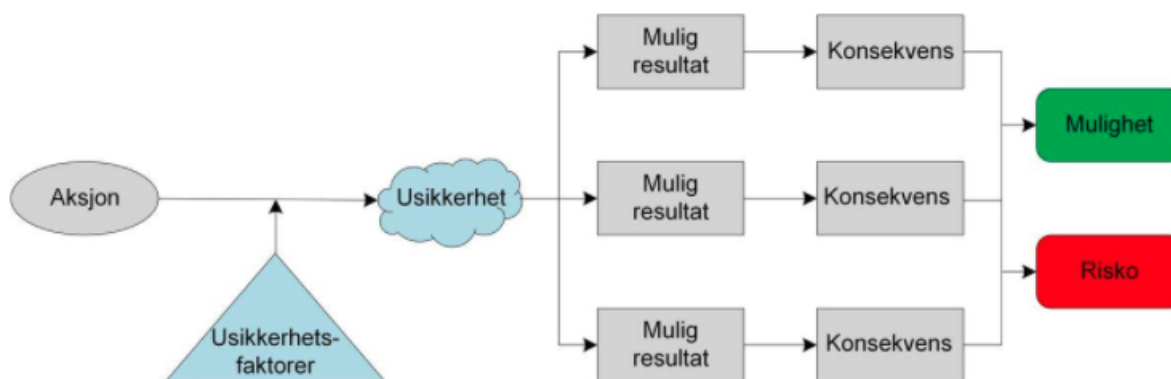 Aksjon
Usikkerhets-
faktorer
Usikkerhet
Mulig
resultat
Konsekvens
Mulig
resultat
Konsekvens
Mulig
resultat
Konsekvens
Mulighet
Risko